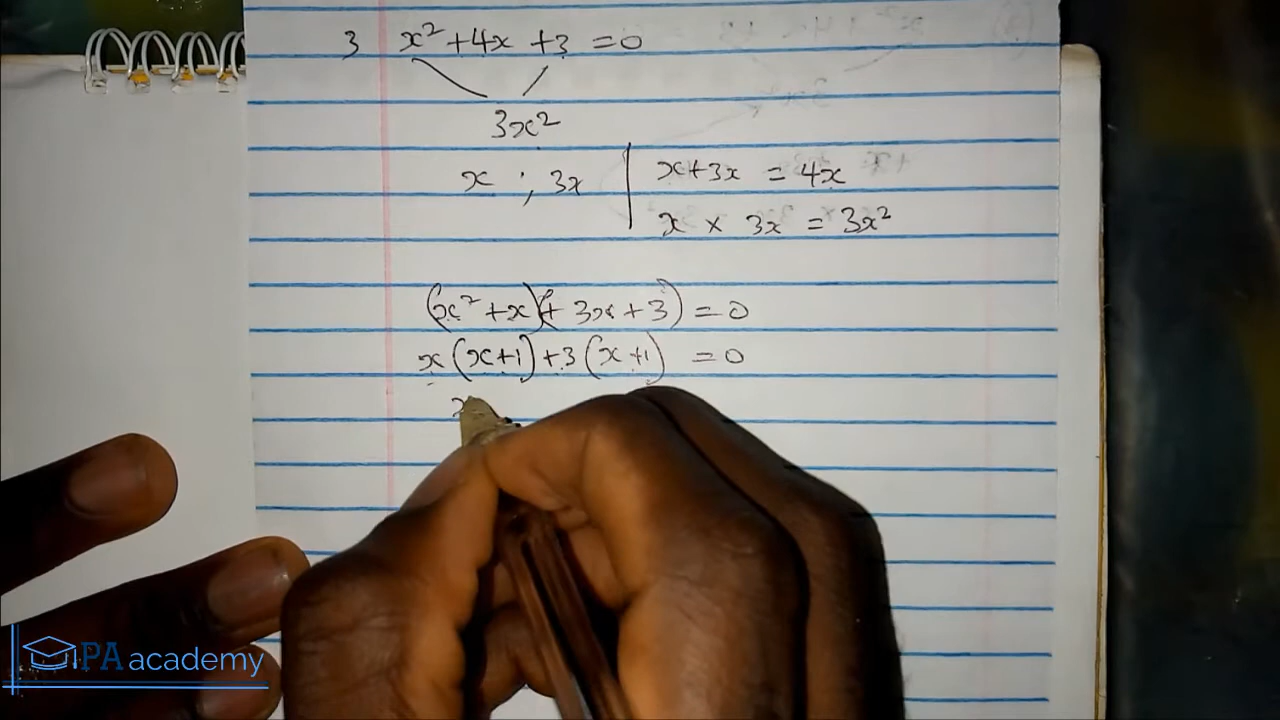 3 x² + 4x + 3 = 0
3x²
x ; 3x | x + 3x = 4x
x × 3x = 3x²
(x² + x)(+ 3x + 3) = 0
x(x+1) + 3(x+1) = 0
PA academy